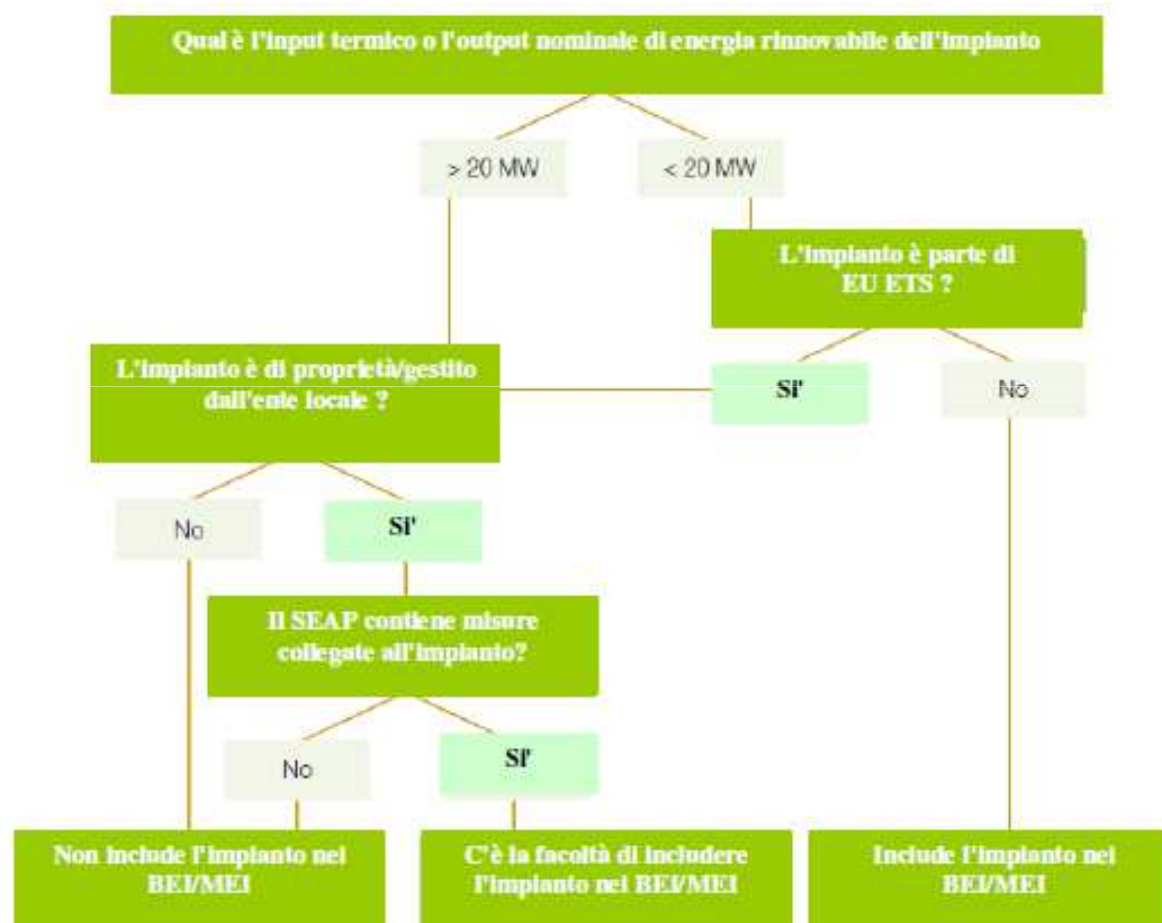 Qual è l'input termico o l'output nominale di energia rinnovabile dell'impianto
> 20 MW
< 20 MW
L'impianto è parte di
EU ETS ?
L'impianto è di proprietà/gestito
dall'ente locale ?
Si'
No
No
Si'
Il SEAP contiene misure
collegate all'impianto?
No
Si'
Non include l'impianto nei
BEI/MEI
C'è la facoltà di includere
l'impianto nei BEI/MEI
Include l'impianto nei
BEI/MEI